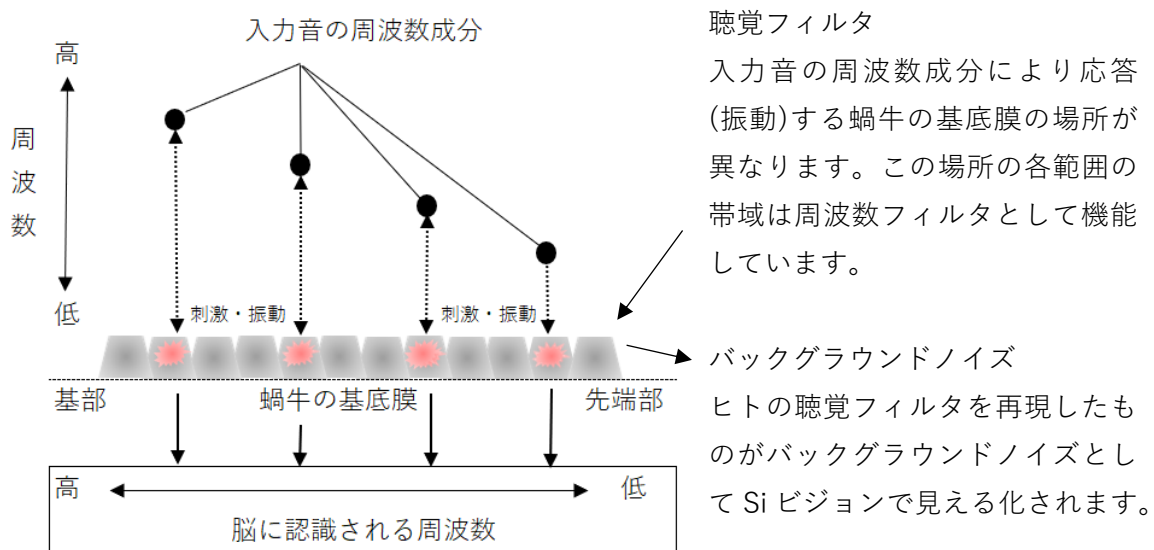 入力音の周波数成分
高
周波数
低
刺激・振動
刺激・振動
基部
蝸牛の基底膜
先端部
高
低
脳に認識される周波数
聴覚フィルタ
入力音の周波数成分により応答
(振動)する蝸牛の基底膜の場所が
異なります。この場所の各範囲の
帯域は周波数フィルタとして機能
しています。
バックグラウンドノイズ
ヒトの聴覚フィルタを再現したも
のがバックグラウンドノイズとし
て Si ビジョンで見える化されます。